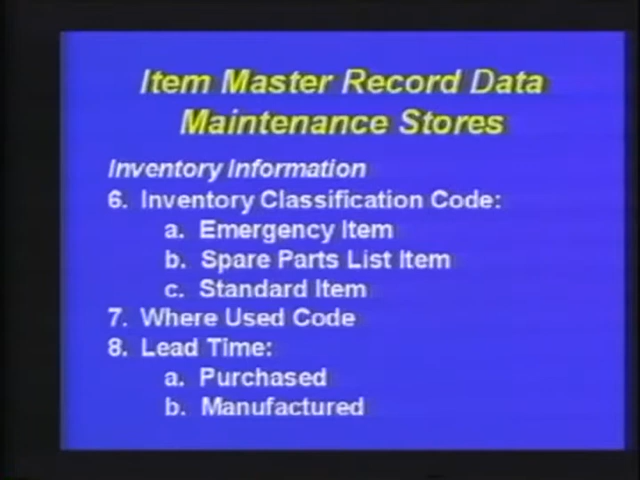 Item Master Record Data
Maintenance Stores
Inventory Information
6. Inventory Classification Code:
a. Emergency Item
b. Spare Parts List Item
c. Standard Item
7. Where Used Code
8. Lead Time:
a. Purchased
b. Manufactured